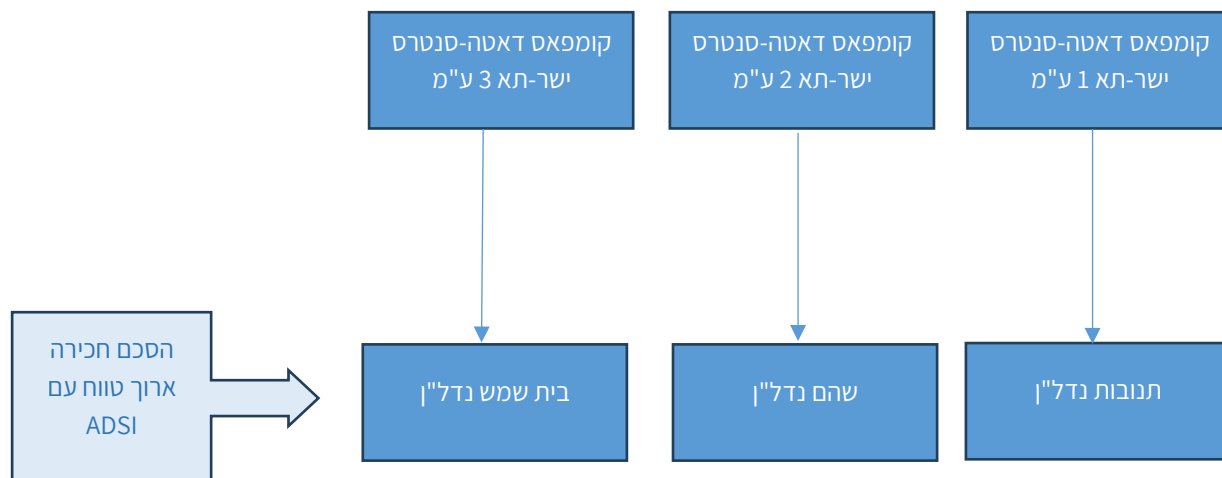 קומפאס דאטה-סנטרס
ישר-תא 1 ע"מ
קומפאס דאטה-סנטרס
ישר-תא 2 ע"מ
קומפאס דאטה-סנטרס
ישר-תא 3 ע"מ
תנובות נדל"ן
שהם נדל"ן
בית שמש נדל"ן
הסכם חכירה
ארוך טווח עם
ADSI